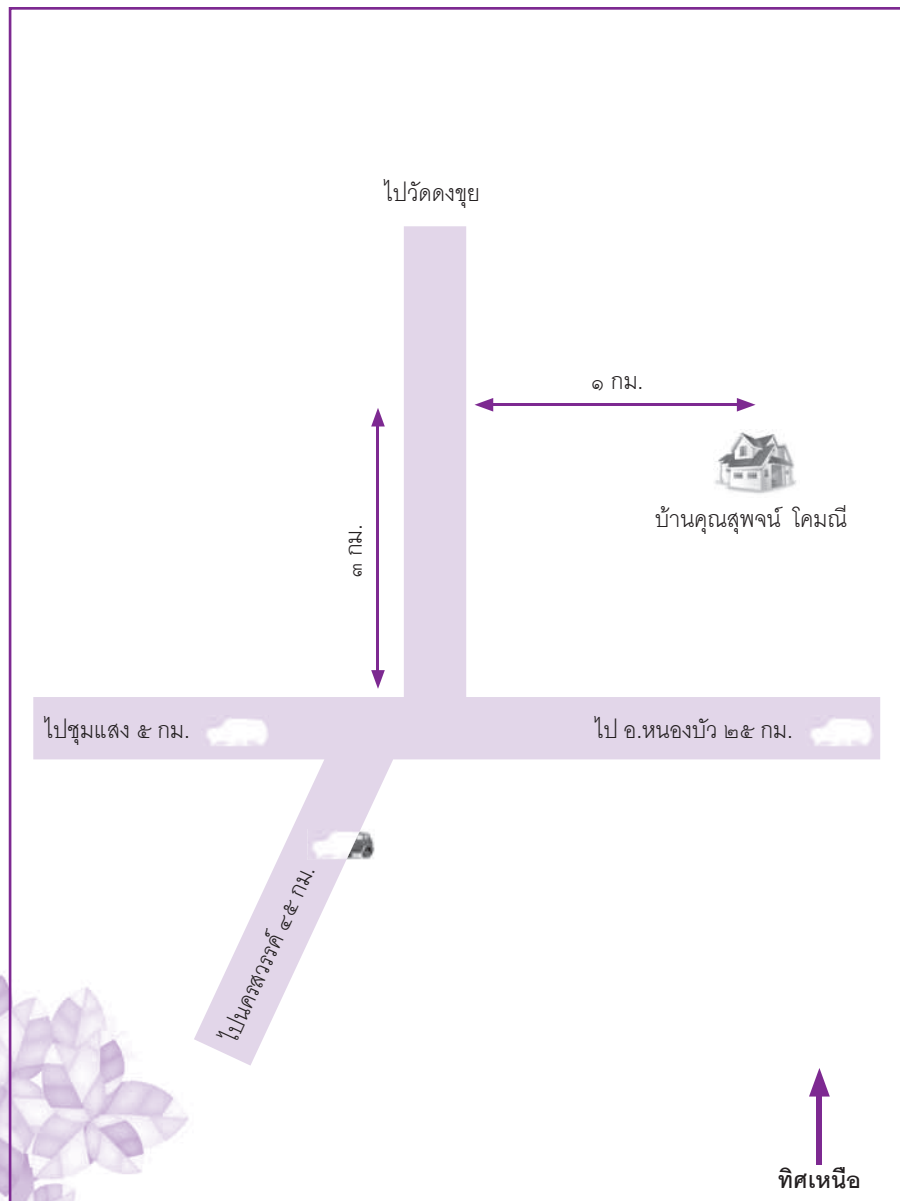 ไปวัดดงขุย
๑ กม.
บ้านคุณสุพจน์ โคมณี
๓ กม.
ไปชุมแสง ๕ กม.
ไป อ.หนองบัว ๒๕ กม.
ไปนครสวรรค์ ๔๕ กม.
ทิศเหนือ